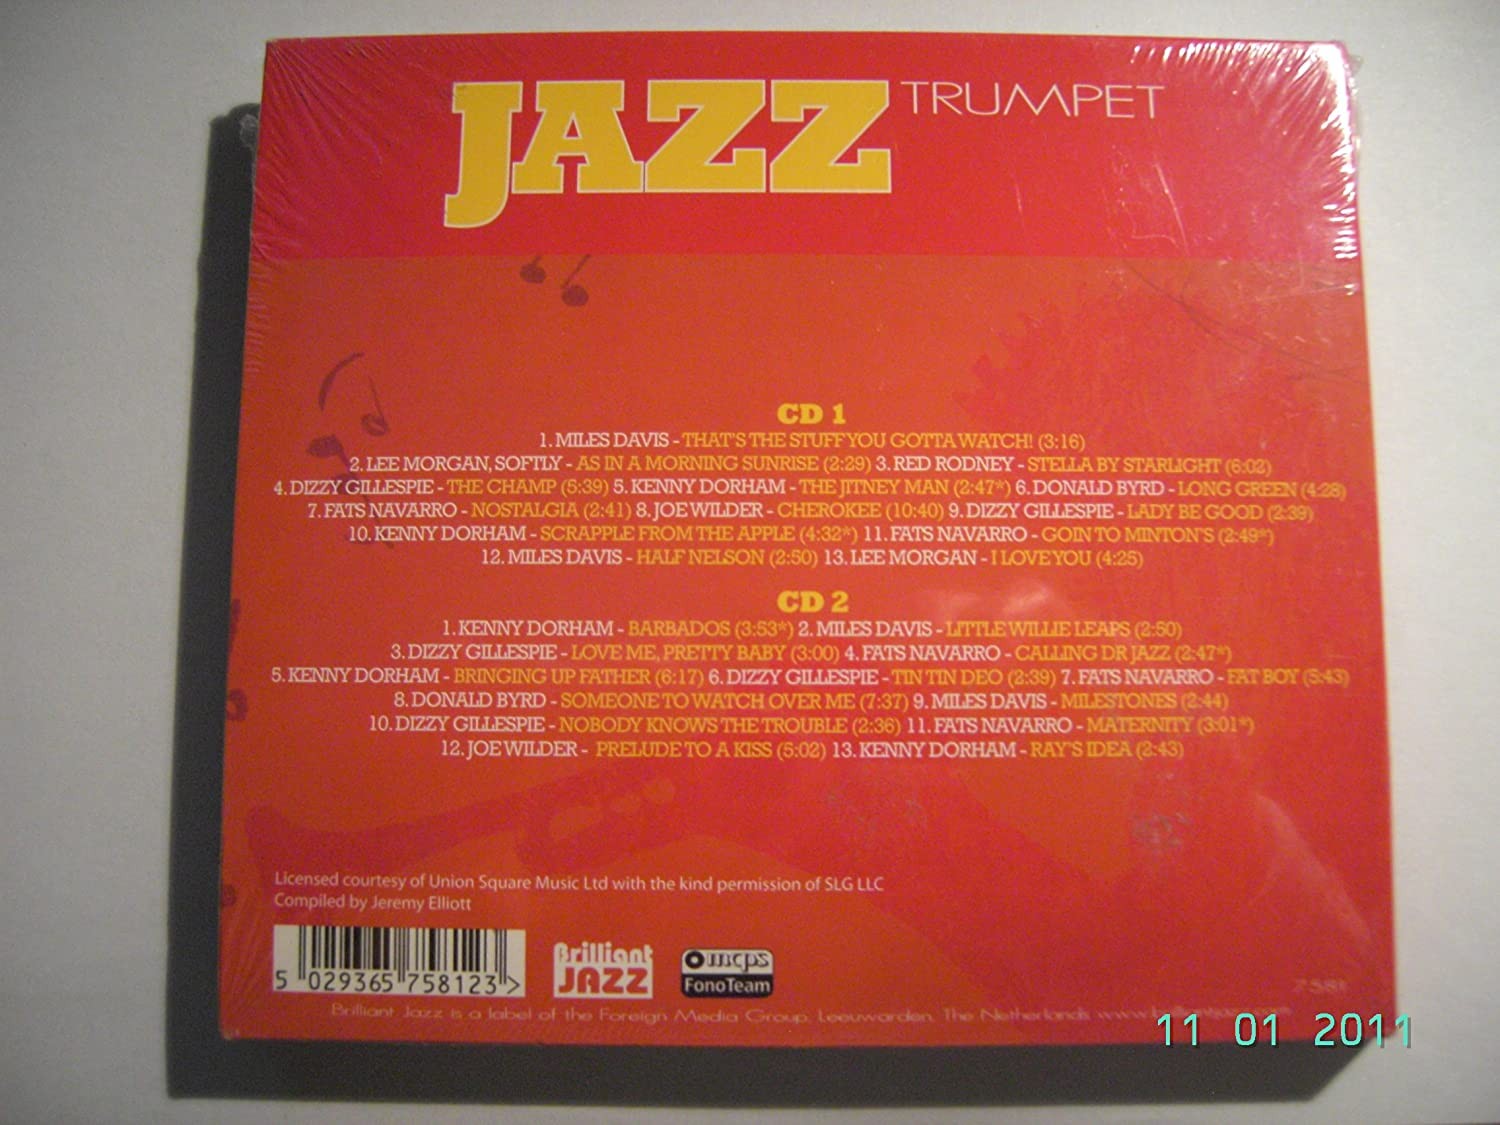 JAZZ TRUMPET
CD 1
1. MILES DAVIS - THAT'S THE STUFF YOU GOTTA WATCH! (3:16)
2. LEE MORGAN, SOFTLY - AS IN A MORNING SUNRISE (2:29) 3. RED RODNEY - STELLA BY STARLIGHT (6:02)
4. DIZZY GILLESPIE - THE CHAMP (5:39) 5. KENNY DORHAM - THE JITNEY MAN (2:47*) 6. DONALD BYRD - LONG GREEN (4:28)
7. FATS NAVARRO - NOSTALGIA (2:41) 8. JOE WILDER - CHEROKEE (10:40) 9. DIZZY GILLESPIE - LADY BE GOOD (2:39)
10. KENNY DORHAM - SCRAPPLE FROM THE APPLE (4:32*) 11. FATS NAVARRO - GOIN TO MINTON'S (2:49*)
12. MILES DAVIS - HALF NELSON (2:50) 13. LEE MORGAN - I LOVE YOU (4:25)
CD 2
1. KENNY DORHAM - BARBADOS (3:53*) 2. MILES DAVIS - LITTLE WILLIE LEAPS (2:50)
3. DIZZY GILLESPIE - LOVE ME, PRETTY BABY (3:00) 4. FATS NAVARRO - CALLING DR JAZZ (2:47*)
5. KENNY DORHAM - BRINGING UP FATHER (6:17) 6. DIZZY GILLESPIE - TIN TIN DEO (2:39) 7. FATS NAVARRO - FAT BOY (5:43)
8. DONALD BYRD - SOMEONE TO WATCH OVER ME (7:37) 9. MILES DAVIS - MILESTONES (2:44)
10. DIZZY GILLESPIE - NOBODY KNOWS THE TROUBLE (2:36) 11. FATS NAVARRO - MATERNITY (3:01*)
12. JOE WILDER - PRELUDE TO A KISS (5:02) 13. KENNY DORHAM - RAY'S IDEA (2:43)
Licensed courtesy of Union Square Music Ltd with the kind permission of SLG LLC
Compiled by Jeremy Elliott
5 029365 758123 >
Brilliant JAZZ
mcps
FonoTeam
Brilliant Jazz is a label of the Foreign Media Group, Leeuwarden, The Netherlands
11 01 2011